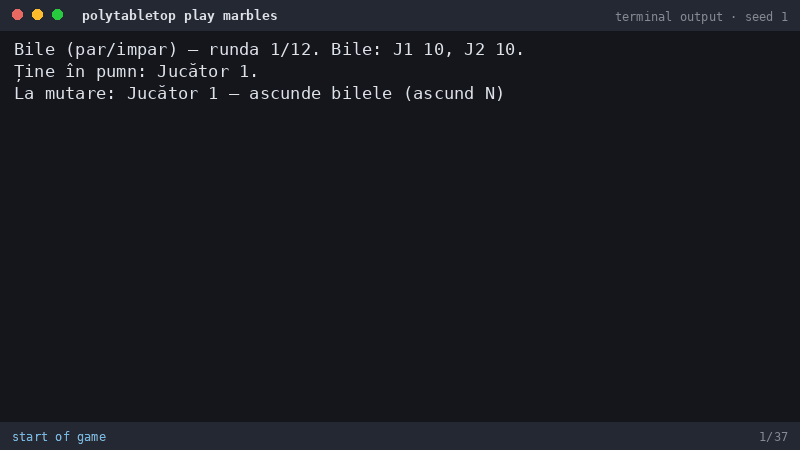 polytabletop play marbles
terminal output · seed 1
Bile (par/impar) — runda 1/12. Bile: J1 10, J2 10.
Ține în pumn: Jucător 1.
La mutare: Jucător 1 — ascunde bilele (ascund N)
start of game
1/37